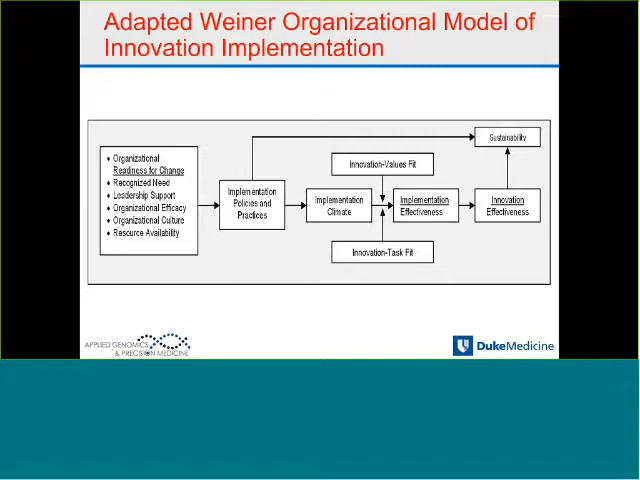 Adapted Weiner Organizational Model of
Innovation Implementation
Sustainability
♦ Organizational
Readiness for Change
♦ Recognized Need
♦ Leadership Support
♦ Organizational Efficacy
♦ Organizational Culture
♦ Resource Availability
Implementation
Policies and
Practices
Innovation-Values Fit
Implementation
Climate
Implementation
Effectiveness
Innovation
Effectiveness
Innovation-Task Fit
APPLIED GENOMICS
& PRECISION MEDICINE
DukeMedicine